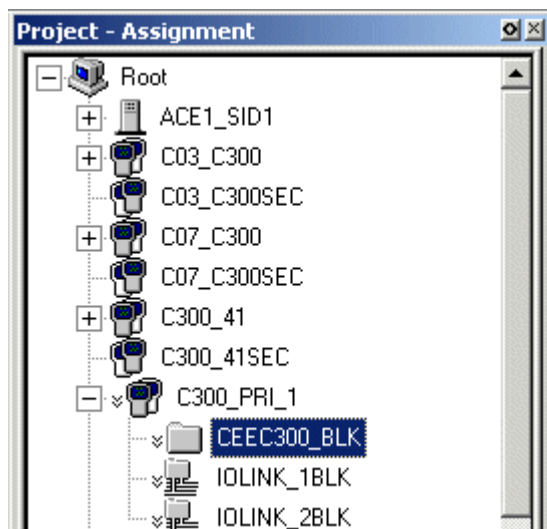 Project - Assignment
Root
ACE1_SID1
C03_C300
C03_C300SEC
C07_C300
C07_C300SEC
C300_41
C300_41SEC
C300_PRI_1
CEEC300_BLK
IOLINK_1BLK
IOLINK_2BLK